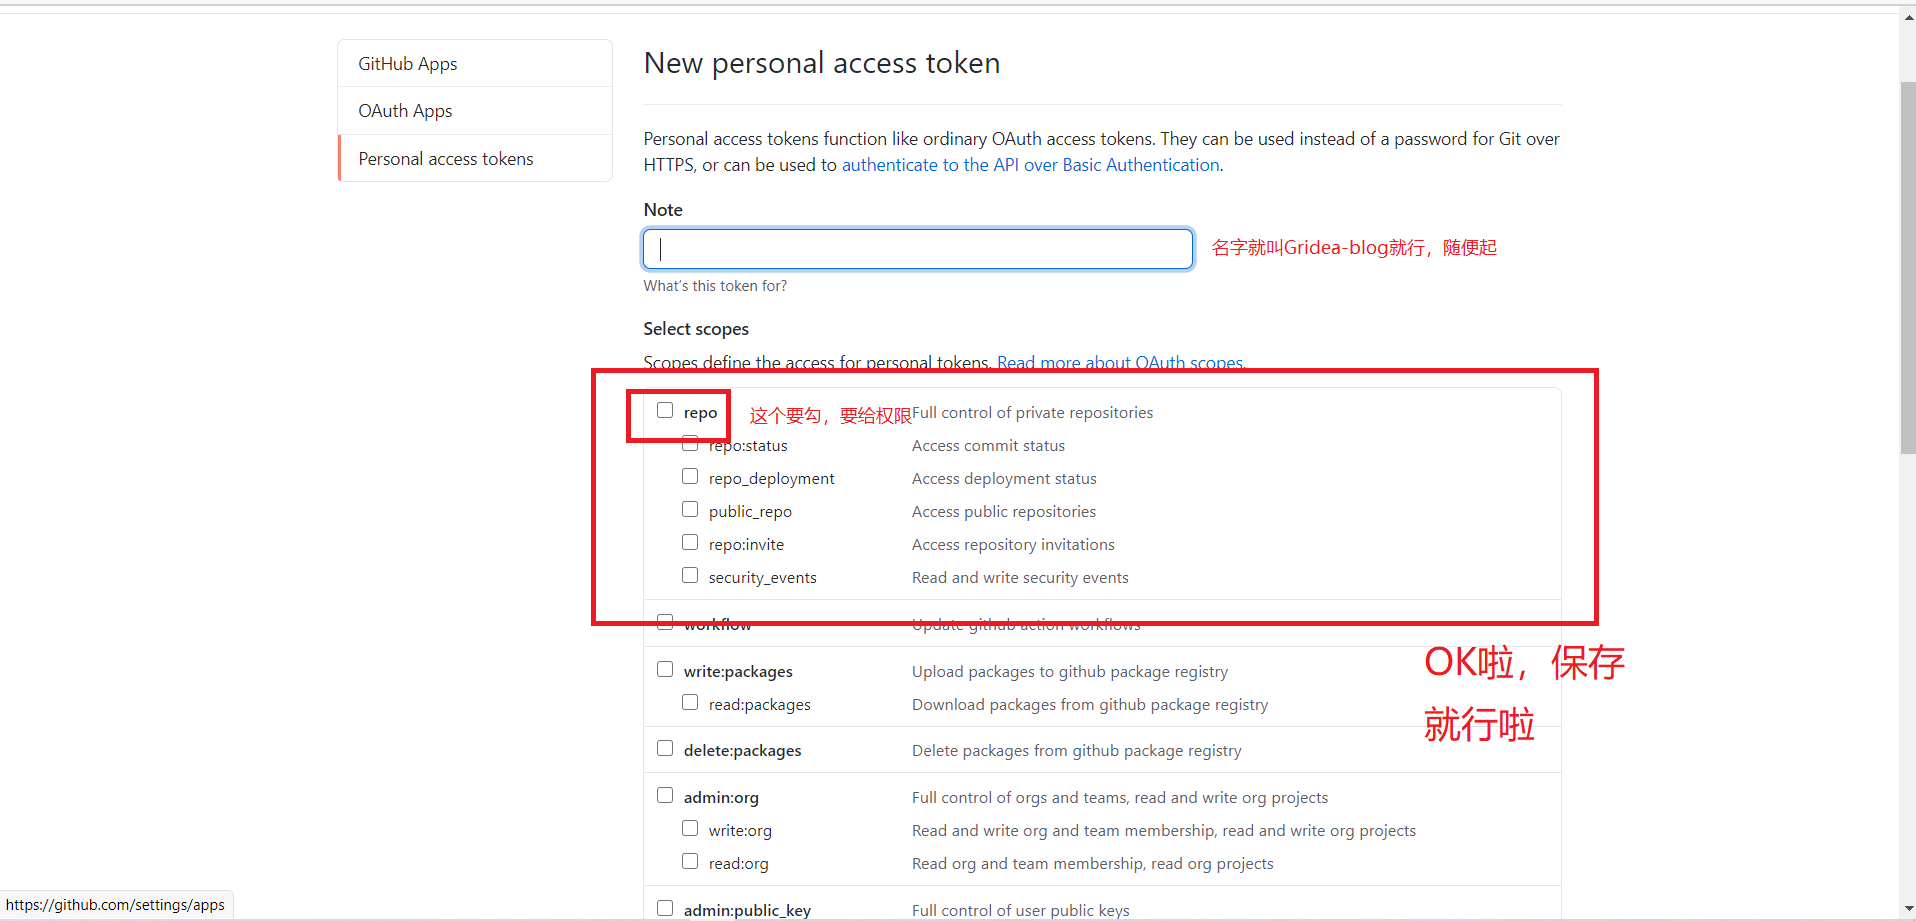 GitHub Apps
OAuth Apps
Personal access tokens
New personal access token
Personal access tokens function like ordinary OAuth access tokens. They can be used instead of a password for Git over
HTTPS, or can be used to authenticate to the API over Basic Authentication.
Note
名字就叫Gridea-blog就行，随便起
What's this token for?
Select scopes
Scopes define the access for personal tokens. Read more about OAuth scopes.
repo 这个要勾，要给权限 Full control of private repositories
repo:status Access commit status
repo_deployment Access deployment status
public_repo Access public repositories
repo:invite Access repository invitations
security_events Read and write security events
workflow Update github action workflows
write:packages Upload packages to github package registry
read:packages Download packages from github package registry
OK啦，保存
就行啦
delete:packages Delete packages from github package registry
admin:org Full control of orgs and teams, read and write org projects
write:org Read and write org and team membership, read and write org projects
read:org Read org and team membership, read org projects
admin:public_key Full control of user public keys
https://github.com/settings/apps